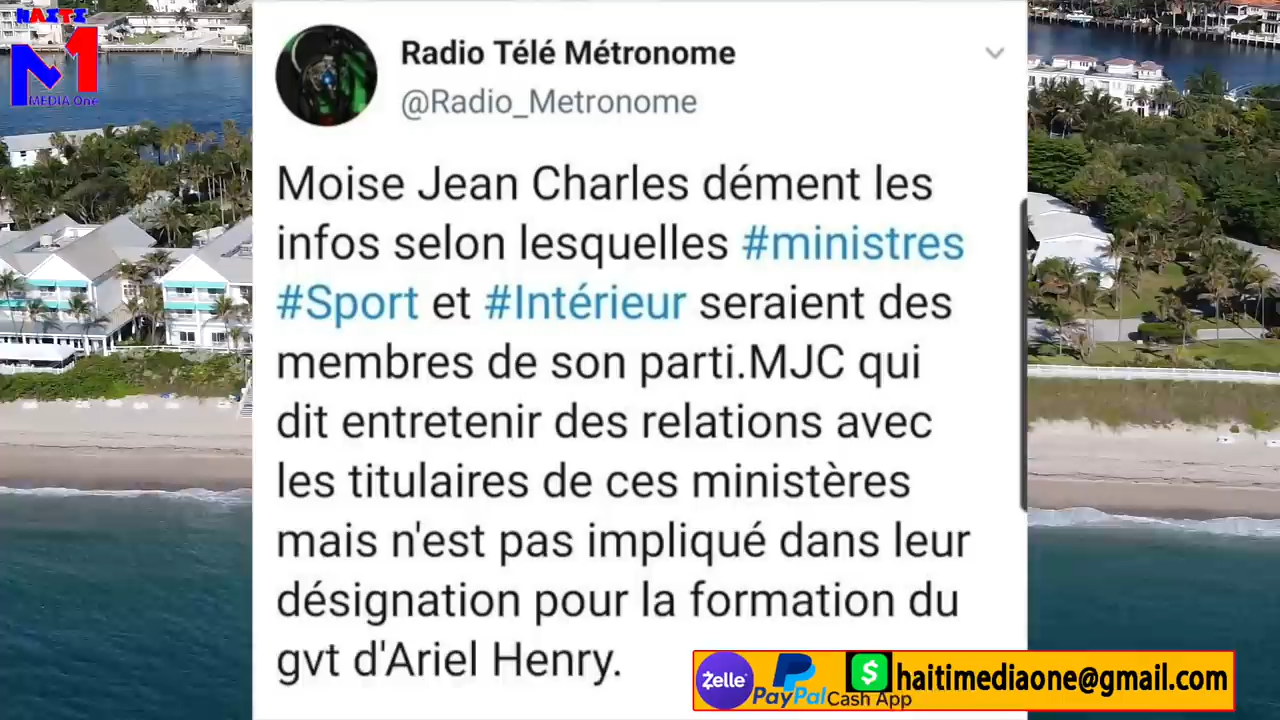 HAITI
M1
MEDIA One
Radio Télé Métronome
@Radio_Metronome
Moise Jean Charles dément les
infos selon lesquelles #ministres
#Sport et #Intérieur seraient des
membres de son parti.MJC qui
dit entretenir des relations avec
les titulaires de ces ministères
mais n'est pas impliqué dans leur
désignation pour la formation du
gvt d'Ariel Henry.
Zelle
PayPal
$
Cash App
haitimediaone@gmail.com